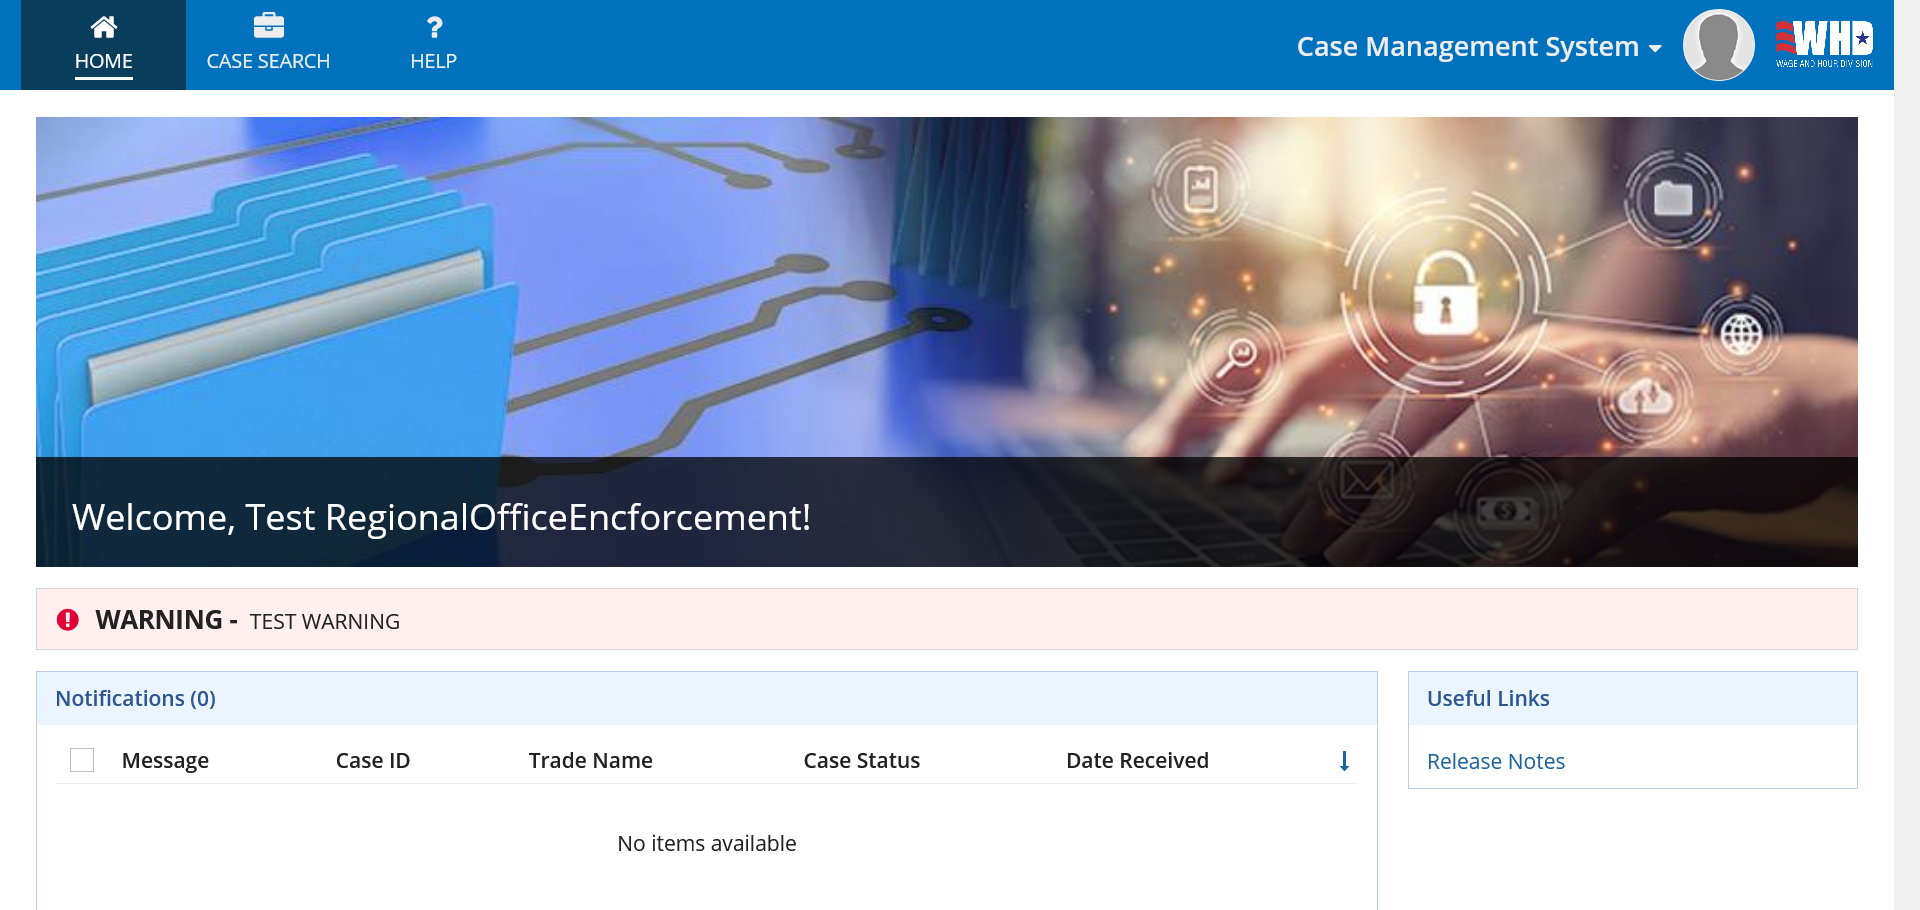 HOME
CASE SEARCH
HELP
Case Management System
WHD
WAGE AND HOUR DIVISION
Welcome, Test RegionalOfficeEncforcement!
WARNING - TEST WARNING
Notifications (0)
Useful Links
Message Case ID Trade Name Case Status Date Received
Release Notes
No items available